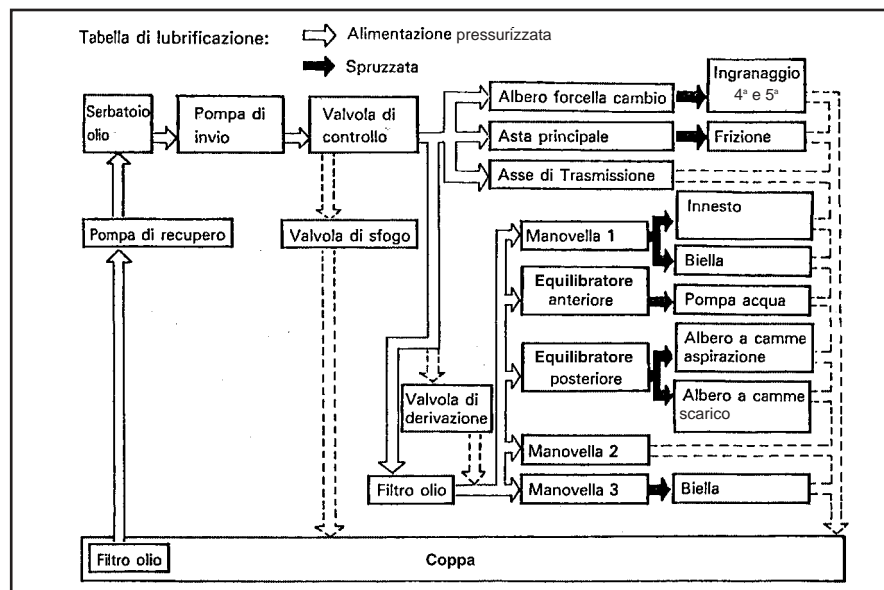 Tabella di lubrificazione:
Alimentazione pressurizzata
Spruzzata
Serbatoio
olio
Pompa di
invio
Valvola di
controllo
Albero forcella cambio
Ingranaggio
4ª e 5ª
Asta principale
Frizione
Asse di Trasmissione
Pompa di recupero
Valvola di sfogo
Manovella 1
Innesto
Biella
Equilibratore
anteriore
Pompa acqua
Equilibratore
posteriore
Albero a camme
aspirazione
Albero a camme
scarico
Valvola di
derivazione
Manovella 2
Filtro olio
Manovella 3
Biella
Filtro olio
Coppa